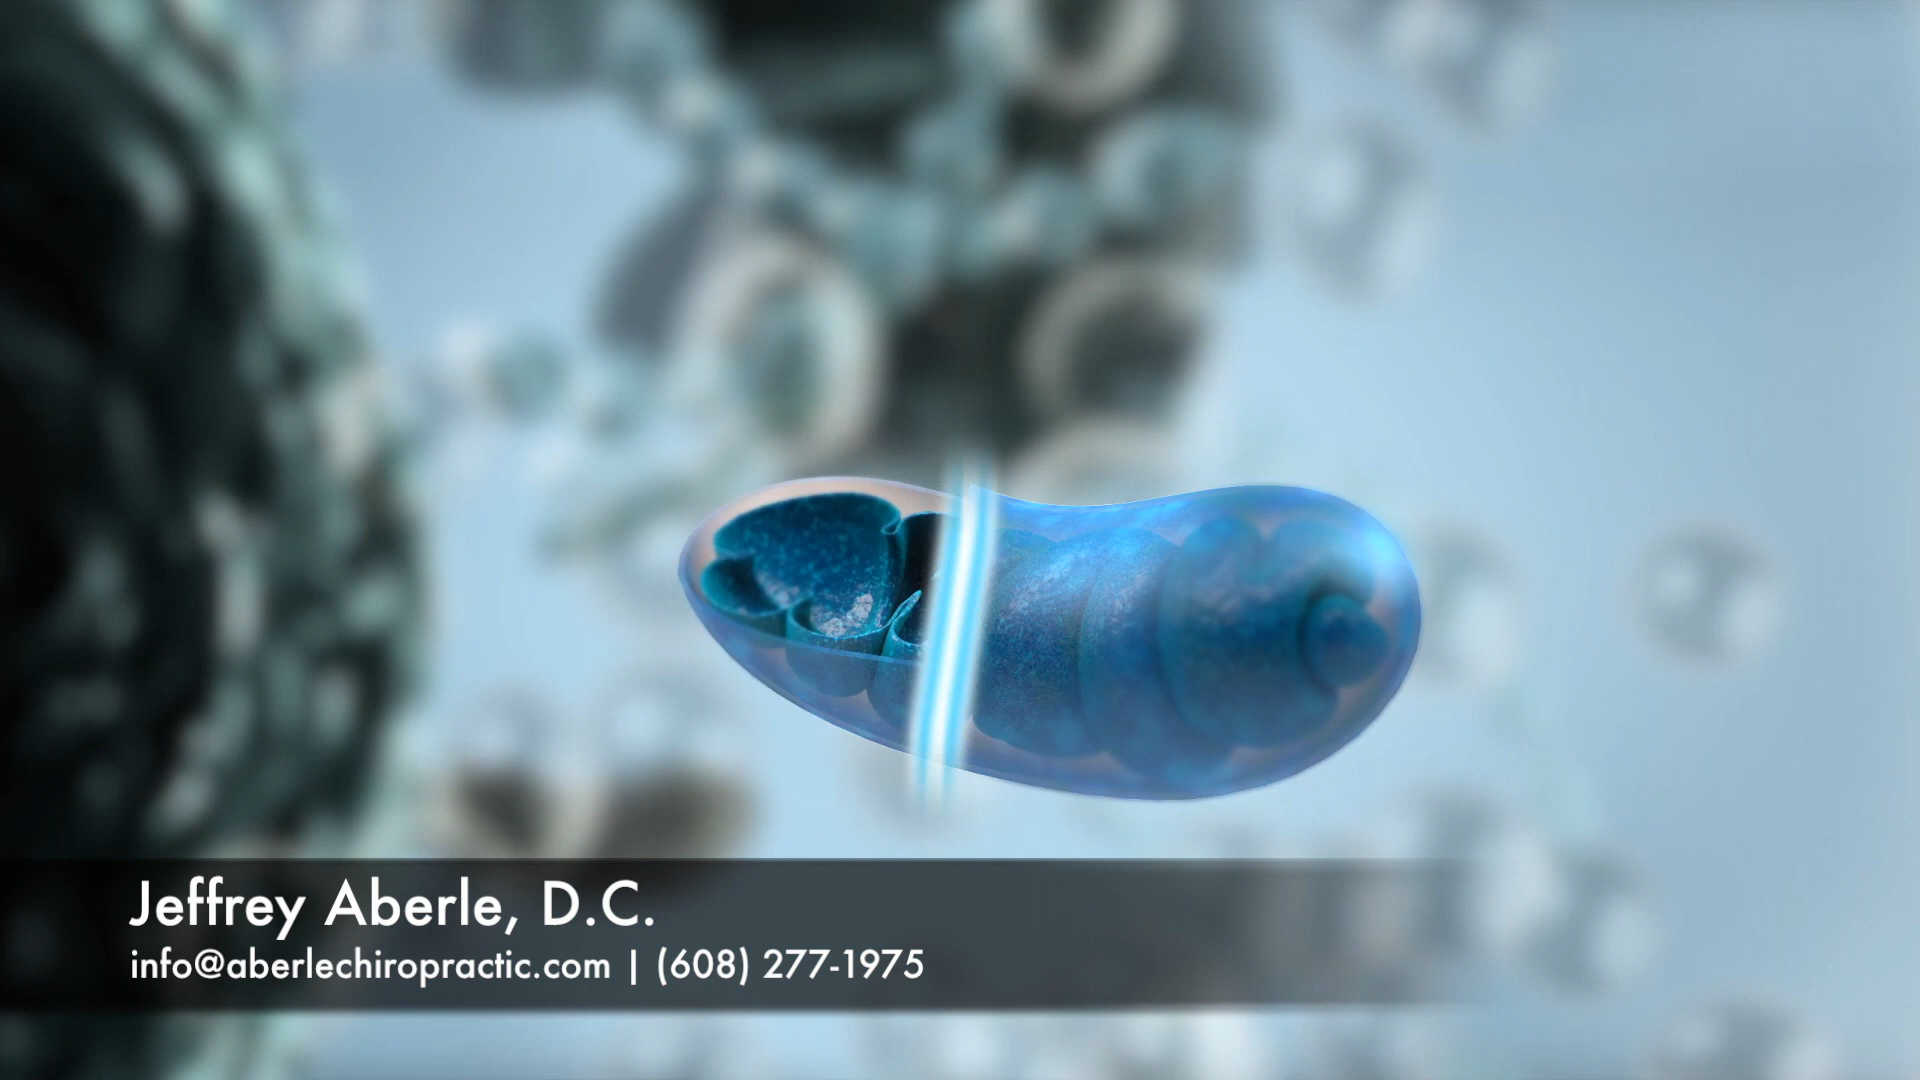 Jeffrey Aberle, D.C.
info@aberlechiropractic.com | (608) 277-1975